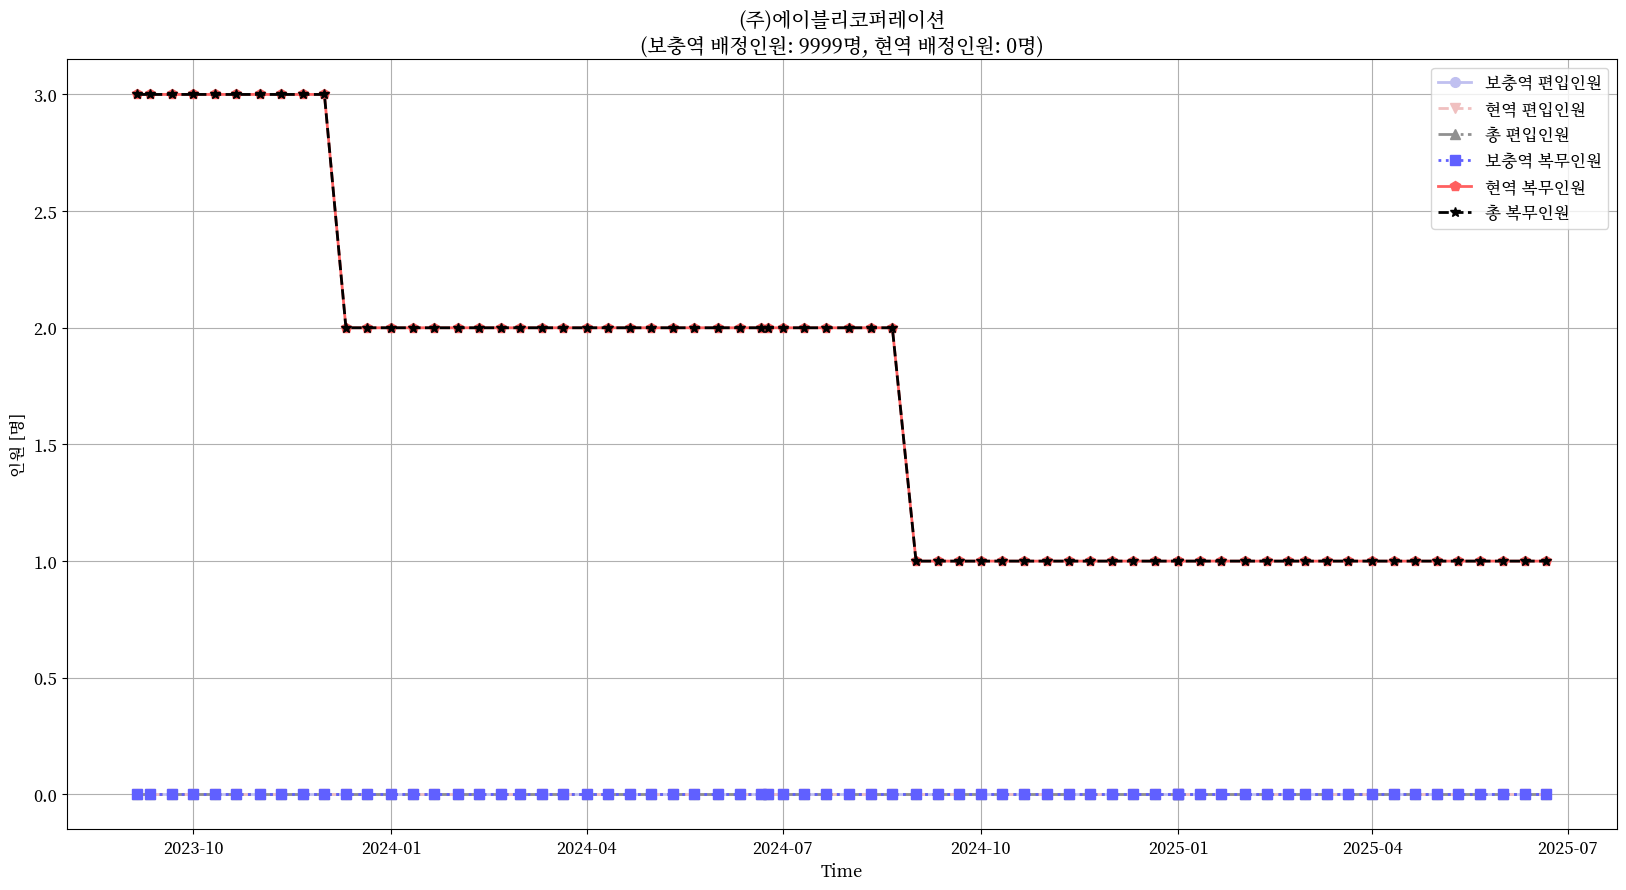 (주)에이블리코퍼레이션
(보충역 배정인원: 9999명, 현역 배정인원: 0명)
보충역 편입인원
현역 편입인원
총 편입인원
보충역 복무인원
현역 복무인원
총 복무인원
인원 [명]
3.0
2.5
2.0
1.5
1.0
0.5
0.0
2023-10
2024-01
2024-04
2024-07
2024-10
2025-01
2025-04
2025-07
Time